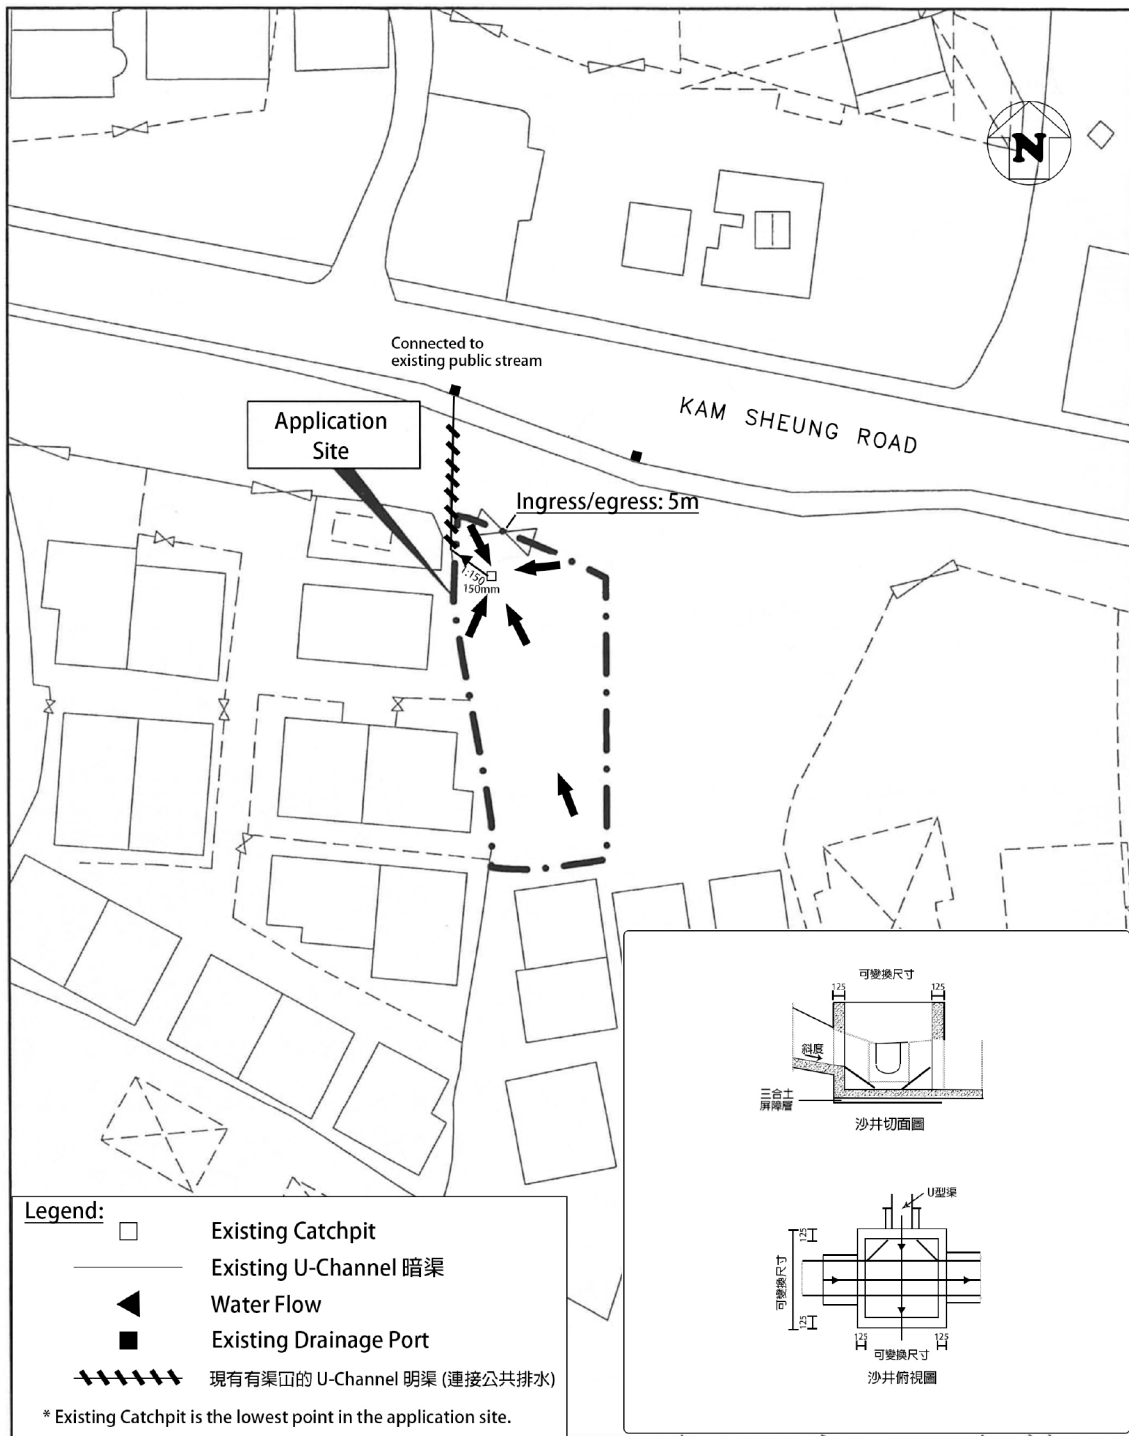 N
Connected to
existing public stream
KAM SHEUNG ROAD
Application
Site
Ingress/egress: 5m
1:150
150mm
可變換尺寸
125
125
斜度
三合土
屏障層
沙井切面圖
U型渠
125
可變換尺寸
125
125
125
可變換尺寸
沙井俯視圖
Legend:
Existing Catchpit
Existing U-Channel 暗渠
Water Flow
Existing Drainage Port
現有有渠冚的 U-Channel 明渠 (連接公共排水)
* Existing Catchpit is the lowest point in the application site.